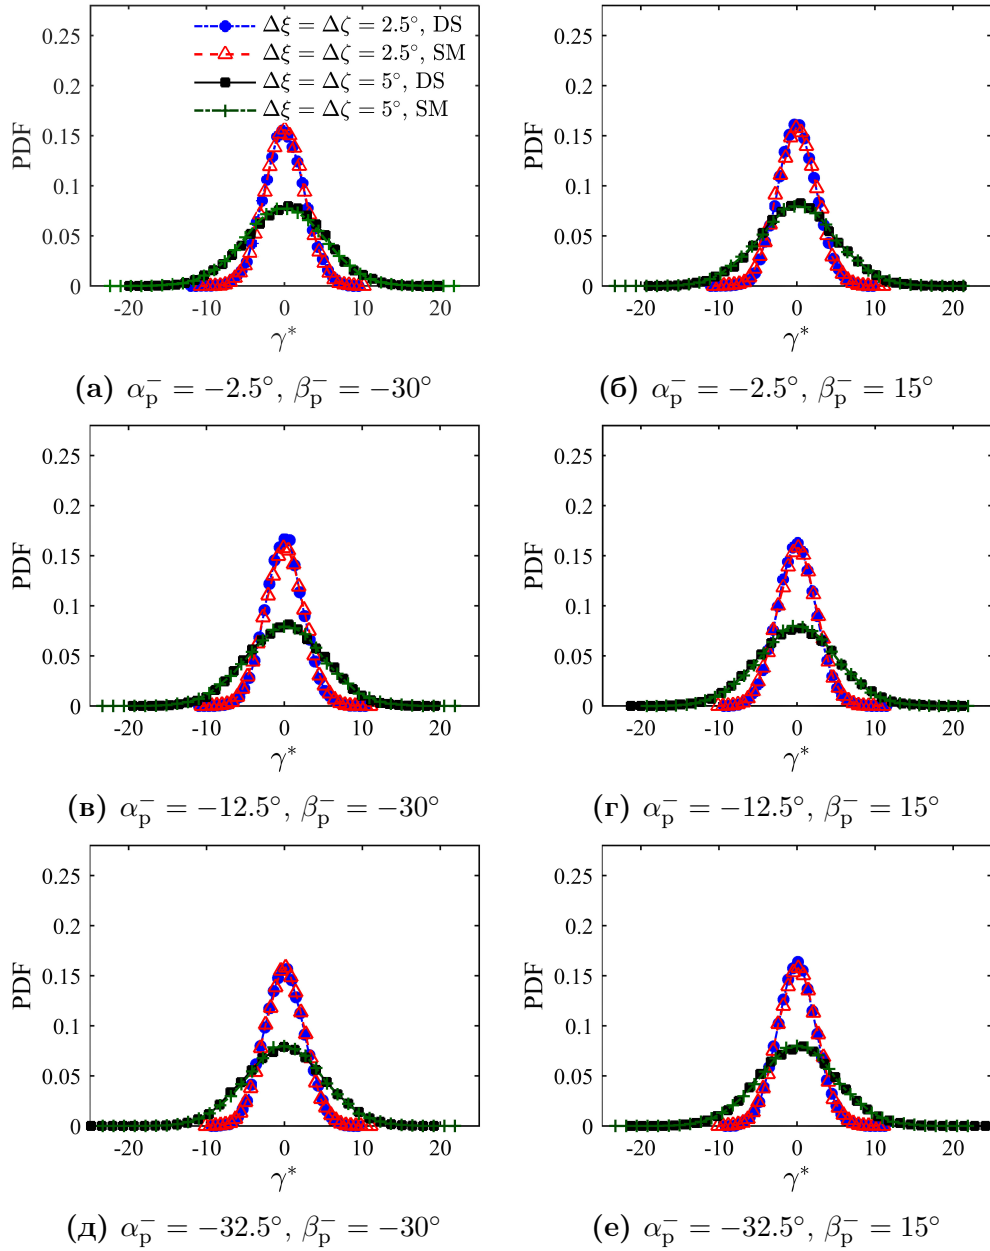 0.25
0.2
0.15
0.1
0.05
0
PDF
Δξ = Δζ = 2.5°, DS
Δξ = Δζ = 2.5°, SM
Δξ = Δζ = 5°, DS
Δξ = Δζ = 5°, SM
-20 -10 0 10 20
γ*
(а) α_p^- = −2.5°, β_p^- = −30°
0.25
0.2
0.15
0.1
0.05
0
PDF
-20 -10 0 10 20
γ*
(б) α_p^- = −2.5°, β_p^- = 15°
0.25
0.2
0.15
0.1
0.05
0
PDF
-20 -10 0 10 20
γ*
(в) α_p^- = −12.5°, β_p^- = −30°
0.25
0.2
0.15
0.1
0.05
0
PDF
-20 -10 0 10 20
γ*
(г) α_p^- = −12.5°, β_p^- = 15°
0.25
0.2
0.15
0.1
0.05
0
PDF
-20 -10 0 10 20
γ*
(д) α_p^- = −32.5°, β_p^- = −30°
0.25
0.2
0.15
0.1
0.05
0
PDF
-20 -10 0 10 20
γ*
(е) α_p^- = −32.5°, β_p^- = 15°